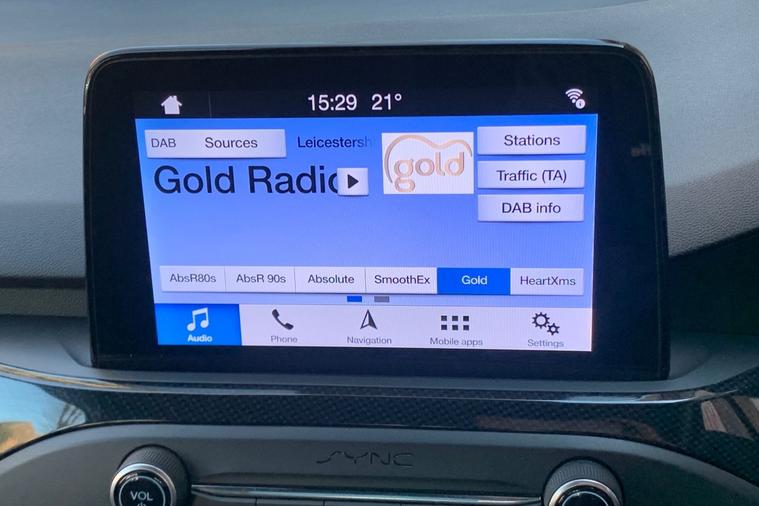 15:29 21°
DAB Sources Leicestersh
gold
Stations
Gold Radio
Traffic (TA)
DAB info
AbsR80s AbsR 90s Absolute SmoothEx Gold HeartXms
Audio Phone Navigation Mobile apps Settings
SYNC
VOL